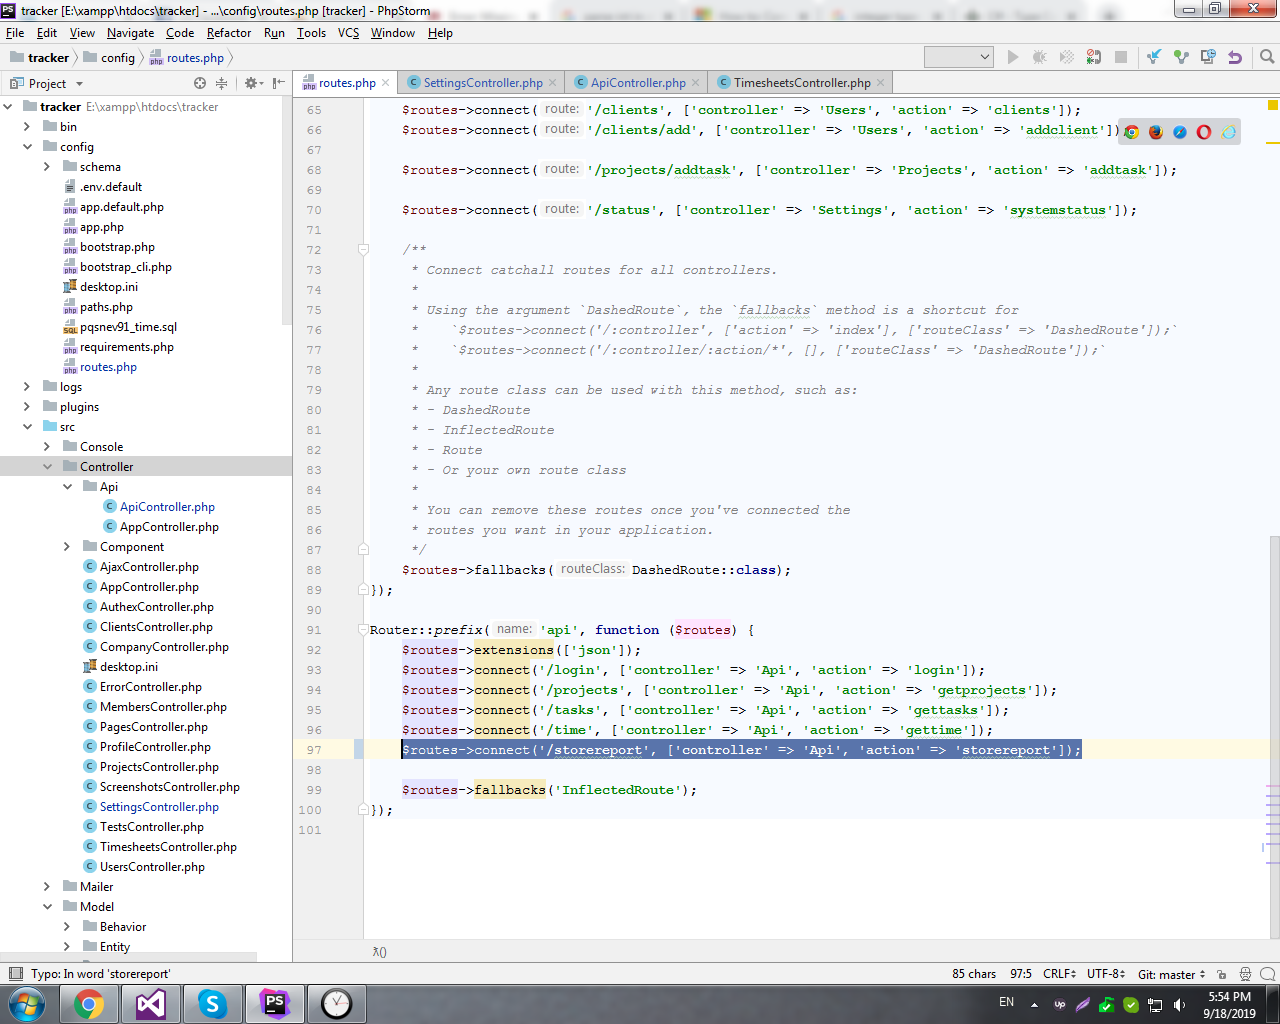 tracker [E:\xampp\htdocs\tracker] - ...\config\routes.php [tracker] - PhpStorm
File Edit View Navigate Code Refactor Run Tools VCS Window Help
tracker config routes.php
Project routes.php SettingsController.php ApiController.php TimesheetsController.php
tracker E:\xampp\htdocs\tracker
bin
config
schema
.env.default
app.default.php
app.php
bootstrap.php
bootstrap_cli.php
desktop.ini
paths.php
pqsnev91_time.sql
requirements.php
routes.php
logs
plugins
src
Console
Controller
Api
ApiController.php
AppController.php
Component
AjaxController.php
AppController.php
AuthexController.php
ClientsController.php
CompanyController.php
desktop.ini
ErrorController.php
MembersController.php
PagesController.php
ProfileController.php
ProjectsController.php
ScreenshotsController.php
SettingsController.php
TestsController.php
TimesheetsController.php
UsersController.php
Mailer
Model
Behavior
Entity
65 $routes->connect( route: '/clients', ['controller' => 'Users', 'action' => 'clients']);
66 $routes->connect( route: '/clients/add', ['controller' => 'Users', 'action' => 'addclient']);
67
68 $routes->connect( route: '/projects/addtask', ['controller' => 'Projects', 'action' => 'addtask']);
69
70 $routes->connect( route: '/status', ['controller' => 'Settings', 'action' => 'systemstatus']);
71
72 /**
73 * Connect catchall routes for all controllers.
74 *
75 * Using the argument `DashedRoute`, the `fallbacks` method is a shortcut for
76 *    `$routes->connect('/:controller', ['action' => 'index'], ['routeClass' => 'DashedRoute']);`
77 *    `$routes->connect('/:controller/:action/*', [], ['routeClass' => 'DashedRoute']);`
78 *
79 * Any route class can be used with this method, such as:
80 * - DashedRoute
81 * - InflectedRoute
82 * - Route
83 * - Or your own route class
84 *
85 * You can remove these routes once you've connected the
86 * routes you want in your application.
87 */
88 $routes->fallbacks( routeClass: DashedRoute::class);
89 });
90
91 Router::prefix( name: 'api', function ($routes) {
92 $routes->extensions(['json']);
93 $routes->connect('/login', ['controller' => 'Api', 'action' => 'login']);
94 $routes->connect('/projects', ['controller' => 'Api', 'action' => 'getprojects']);
95 $routes->connect('/tasks', ['controller' => 'Api', 'action' => 'gettasks']);
96 $routes->connect('/time', ['controller' => 'Api', 'action' => 'gettime']);
97 $routes->connect('/storereport', ['controller' => 'Api', 'action' => 'storereport']);
98
99 $routes->fallbacks('InflectedRoute');
100 });
101
λ()
Typo: In word 'storereport' 85 chars 97:5 CRLF UTF-8 Git: master
EN 5:54 PM
9/18/2019